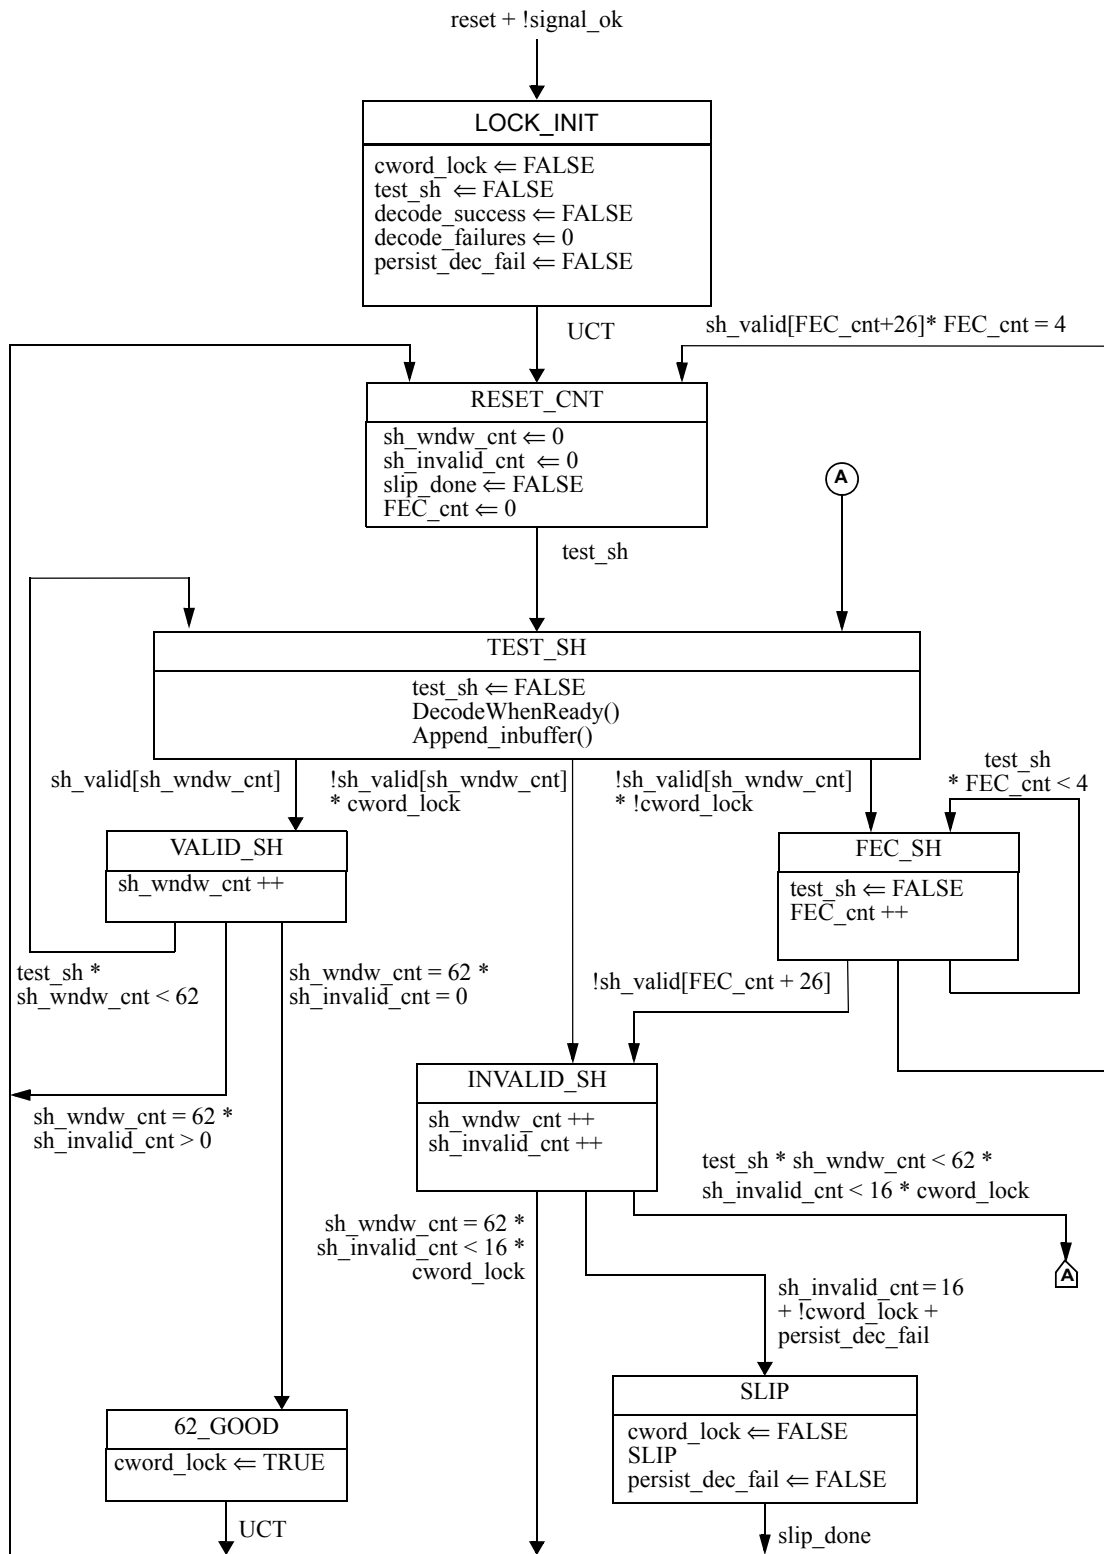 reset + !signal_ok
LOCK_INIT
cword_lock ⇐ FALSE
test_sh ⇐ FALSE
decode_success ⇐ FALSE
decode_failures ⇐ 0
persist_dec_fail ⇐ FALSE
UCT
sh_valid[FEC_cnt+26]* FEC_cnt = 4
RESET_CNT
sh_wndw_cnt ⇐ 0
sh_invalid_cnt ⇐ 0
slip_done ⇐ FALSE
FEC_cnt ⇐ 0
A
test_sh
TEST_SH
test_sh ⇐ FALSE
DecodeWhenReady()
Append_inbuffer()
sh_valid[sh_wndw_cnt]
!sh_valid[sh_wndw_cnt]
* cword_lock
!sh_valid[sh_wndw_cnt]
* !cword_lock
test_sh
* FEC_cnt < 4
VALID_SH
sh_wndw_cnt ++
FEC_SH
test_sh ⇐ FALSE
FEC_cnt ++
test_sh *
sh_wndw_cnt < 62
sh_wndw_cnt = 62 *
sh_invalid_cnt = 0
!sh_valid[FEC_cnt + 26]
sh_wndw_cnt = 62 *
sh_invalid_cnt > 0
INVALID_SH
sh_wndw_cnt ++
sh_invalid_cnt ++
test_sh * sh_wndw_cnt < 62 *
sh_invalid_cnt < 16 * cword_lock
A
sh_wndw_cnt = 62 *
sh_invalid_cnt < 16 *
cword_lock
sh_invalid_cnt = 16
+ !cword_lock +
persist_dec_fail
62_GOOD
cword_lock ⇐ TRUE
UCT
SLIP
cword_lock ⇐ FALSE
SLIP
persist_dec_fail ⇐ FALSE
slip_done